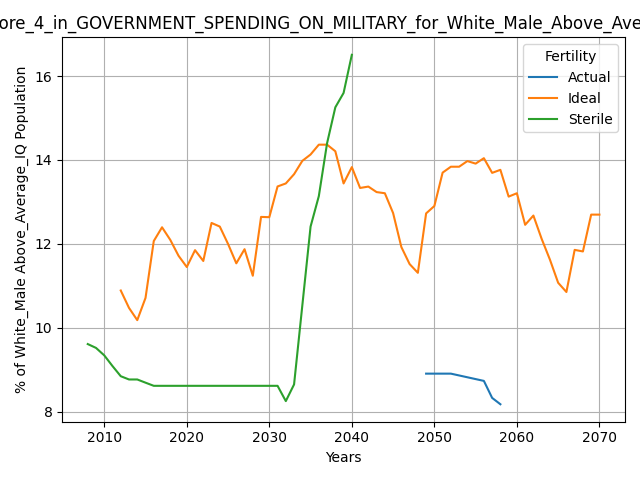 ore_4_in_GOVERNMENT_SPENDING_ON_MILITARY_for_White_Male_Above_Ave
Fertility
Actual
Ideal
Sterile
% of White_Male Above_Average_IQ Population
16
14
12
10
8
2010 2020 2030 2040 2050 2060 2070
Years